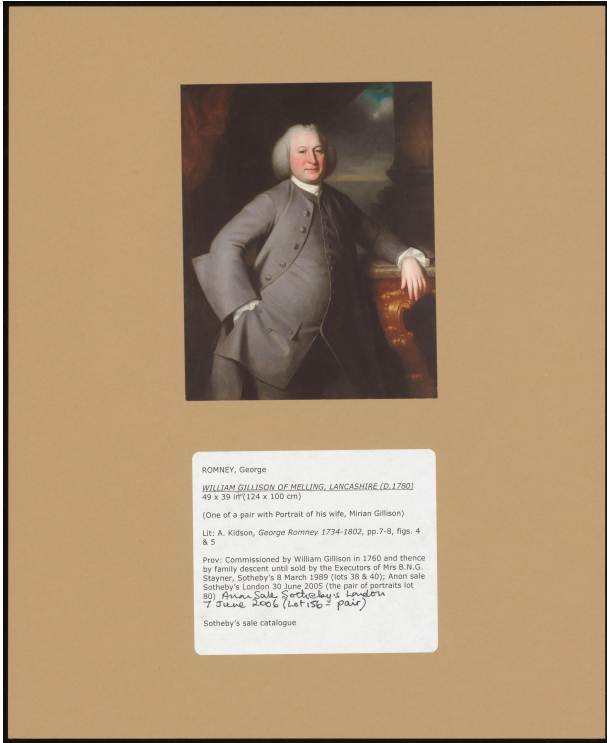 ROMNEY, George
WILLIAM GILLISON OF MELLING, LANCASHIRE (D.1780)
49 x 39 in (124 x 100 cm)
(One of a pair with Portrait of his wife, Mirian Gillison)
Lit: A. Kidson, George Romney 1734-1802, pp.7-8, figs. 4
& 5
Prov: Commissioned by William Gillison in 1760 and thence
by family descent until sold by the Executors of Mrs B.N.G.
Stayner, Sotheby's 8 March 1989 (lots 38 & 40); Anon sale
Sotheby's London 30 June 2005 (the pair of portraits lot
80) Anon Sale Sotheby's London
7 June 2006 (Lot 156 - pair)
Sotheby's sale catalogue